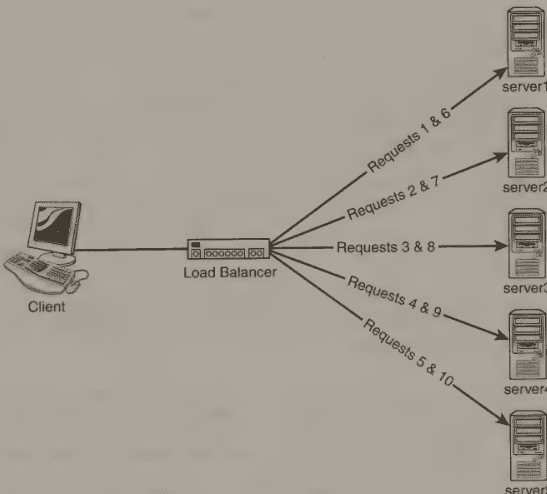 server1
Requests 1 & 6
server2
Requests 2 & 7
Requests 3 & 8
server3
Load Balancer
Client
Requests 4 & 9
server4
Requests 5 & 10